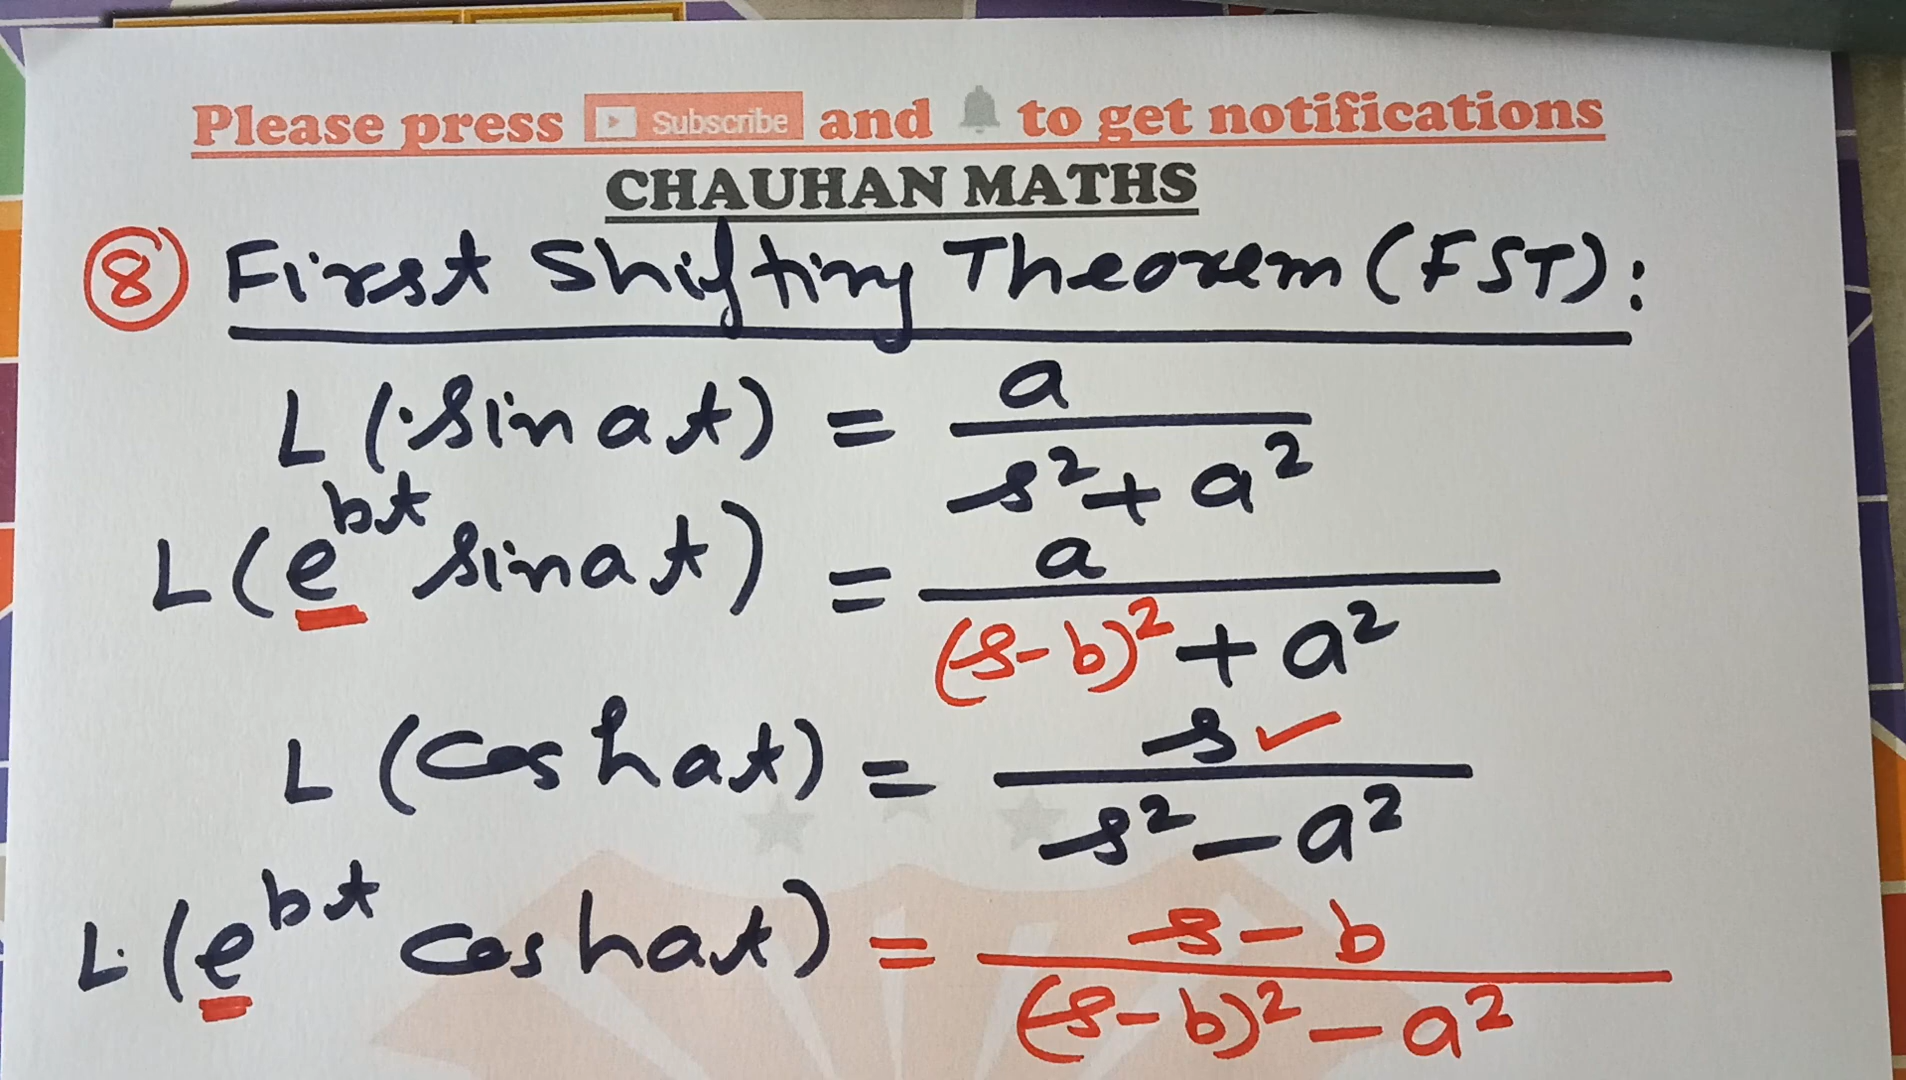 Please press Subscribe and to get notifications
CHAUHAN MATHS
⑧ First Shifting Theorem (FST):
L (sin at) = a / (s² + a²)
L (e^bt sin at) = a / ((s-b)² + a²)
L (cosh at) = s ✓ / (s² - a²)
L (e^bt cosh at) = (s - b) / ((s-b)² - a²)